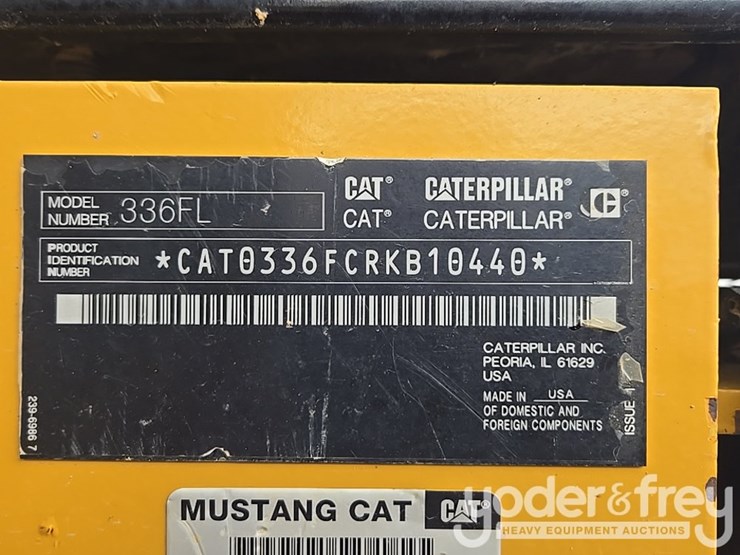 MODEL NUMBER 336FL
CAT® CATERPILLAR®
CAT® CATERPILLAR®
PRODUCT IDENTIFICATION NUMBER *CAT0336FCRKB10440*
CATERPILLAR INC.
PEORIA, IL 61629
USA
MADE IN USA
OF DOMESTIC AND
FOREIGN COMPONENTS
239-6986 7
ISSUE 1
MUSTANG CAT CAT
yoder&frey
HEAVY EQUIPMENT AUCTIONS